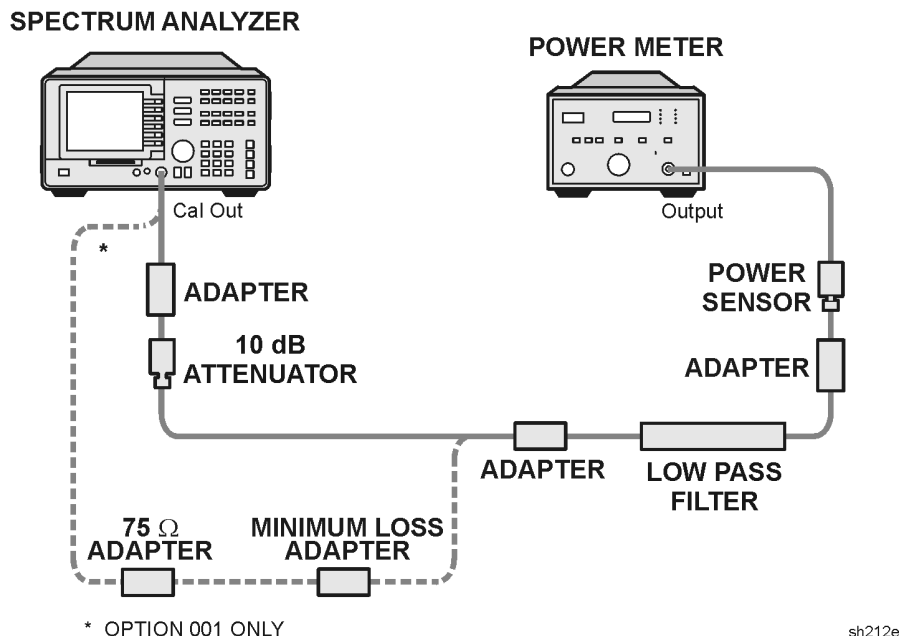 SPECTRUM ANALYZER
POWER METER
Cal Out
Output
*
ADAPTER
POWER
SENSOR
10 dB
ATTENUATOR
ADAPTER
ADAPTER
LOW PASS
FILTER
75 Ω
ADAPTER
MINIMUM LOSS
ADAPTER
* OPTION 001 ONLY
sh212e